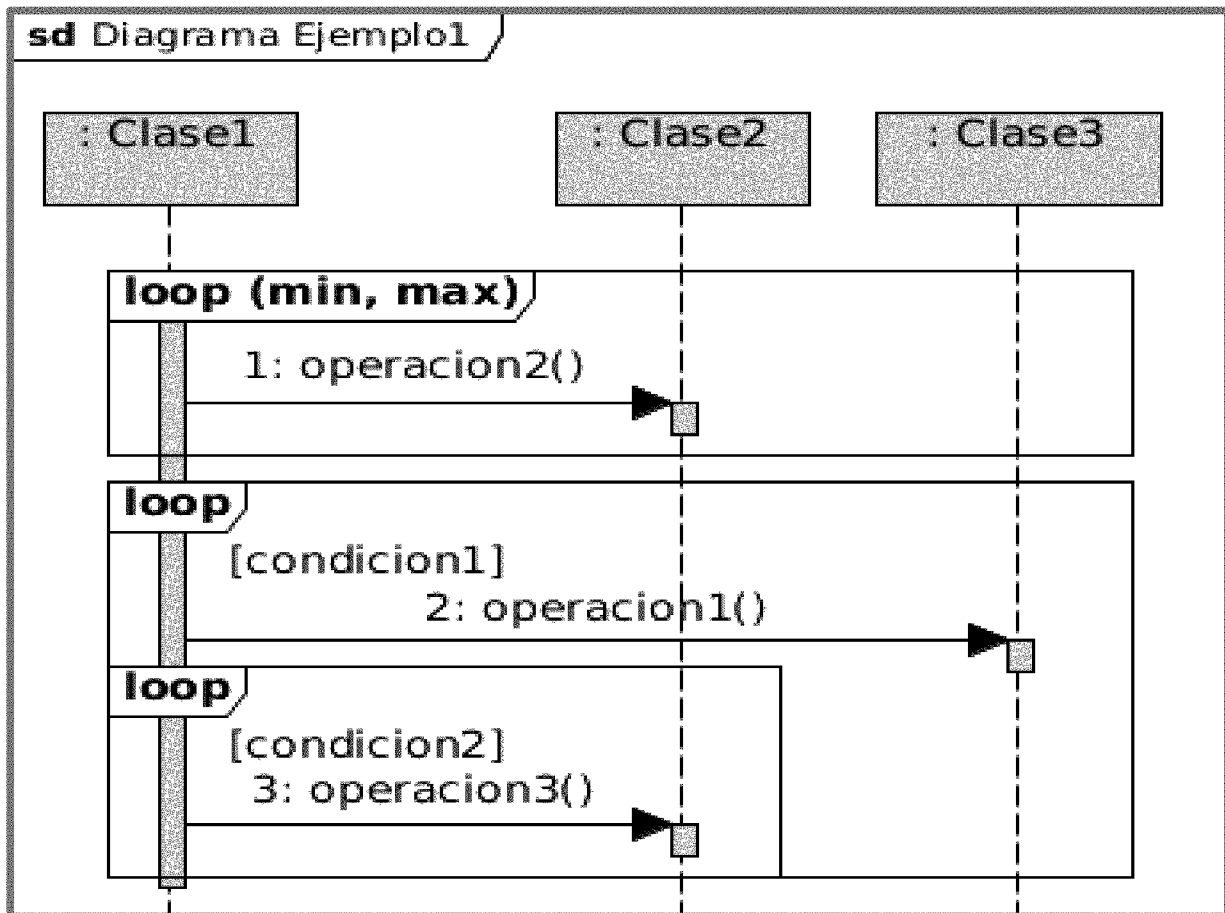 sd Diagrama Ejemplo1
: Clase1
: Clase2
: Clase3
loop (min, max)
1: operacion2()
loop
[condicion1]
2: operacion1()
loop
[condicion2]
3: operacion3()